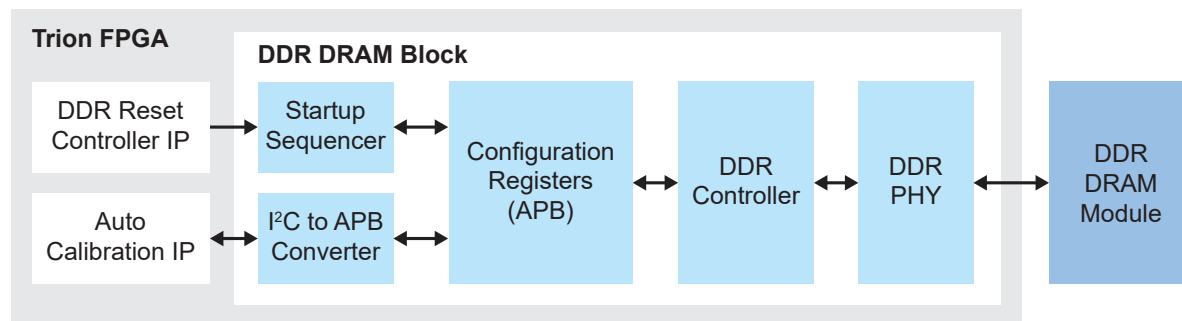 Trion FPGA
DDR DRAM Block
DDR Reset
Controller IP
Startup
Sequencer
Auto
Calibration IP
I²C to APB
Converter
Configuration
Registers
(APB)
DDR
Controller
DDR
PHY
DDR
DRAM
Module